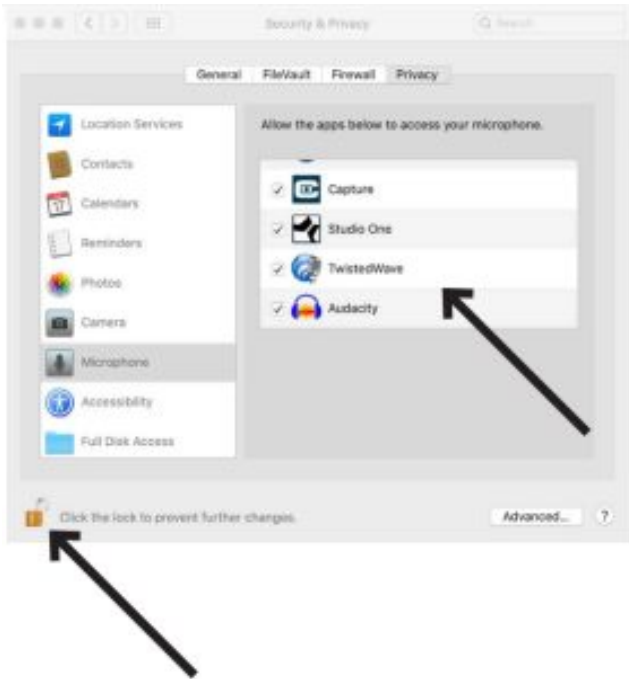 Security & Privacy
Search
General FileVault Firewall Privacy
Location Services
Contacts
Calendars
Reminders
Photos
Camera
Microphone
Accessibility
Full Disk Access
Allow the apps below to access your microphone.
Capture
Studio One
TwistedWave
Audacity
Click the lock to prevent further changes.
Advanced...
?
17